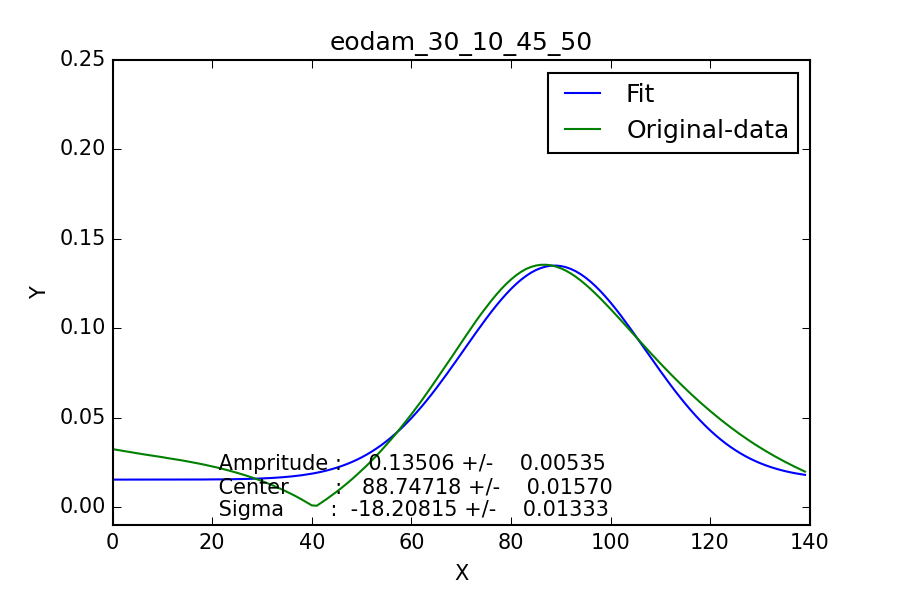 eodam_30_10_45_50
0.25
Fit
Original-data
0.20
0.15
Y
0.10
0.05
Ampritude : 0.13506 +/- 0.00535
Center : 88.74718 +/- 0.01570
0.00
Sigma : -18.20815 +/- 0.01333
0 20 40 60 80 100 120 140
X